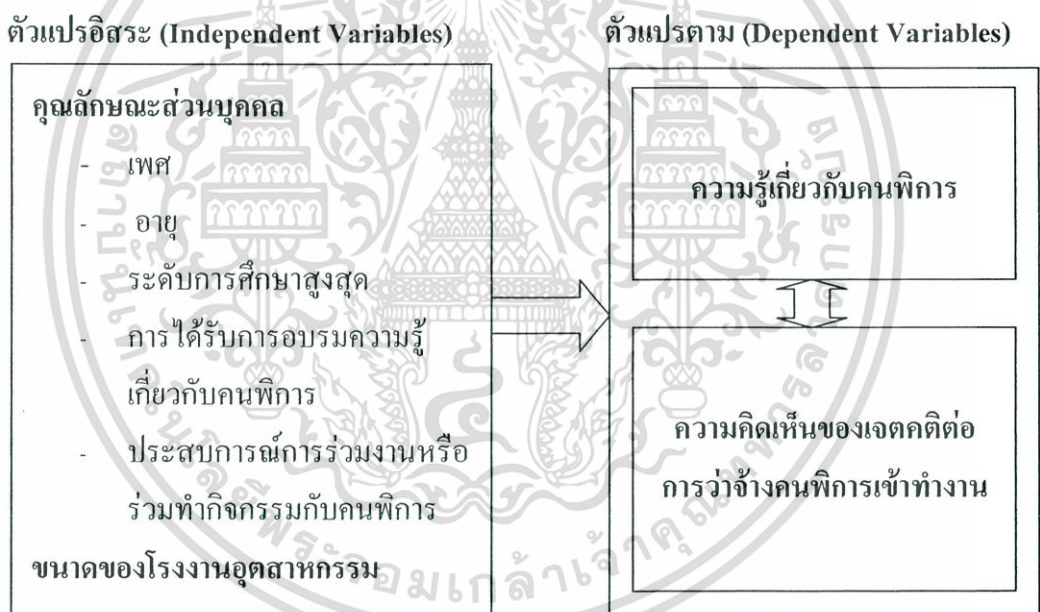 ตัวแปรอิสระ (Independent Variables)
คุณลักษณะส่วนบุคคล
- เพศ
- อายุ
- ระดับการศึกษาสูงสุด
- การได้รับการอบรมความรู้
เกี่ยวกับคนพิการ
- ประสบการณ์การร่วมงานหรือ
ร่วมทำกิจกรรมกับคนพิการ
ขนาดของโรงงานอุตสาหกรรม
ตัวแปรตาม (Dependent Variables)
ความรู้เกี่ยวกับคนพิการ
ความคิดเห็นของเจตคติต่อ
การว่าจ้างคนพิการเข้าทำงาน